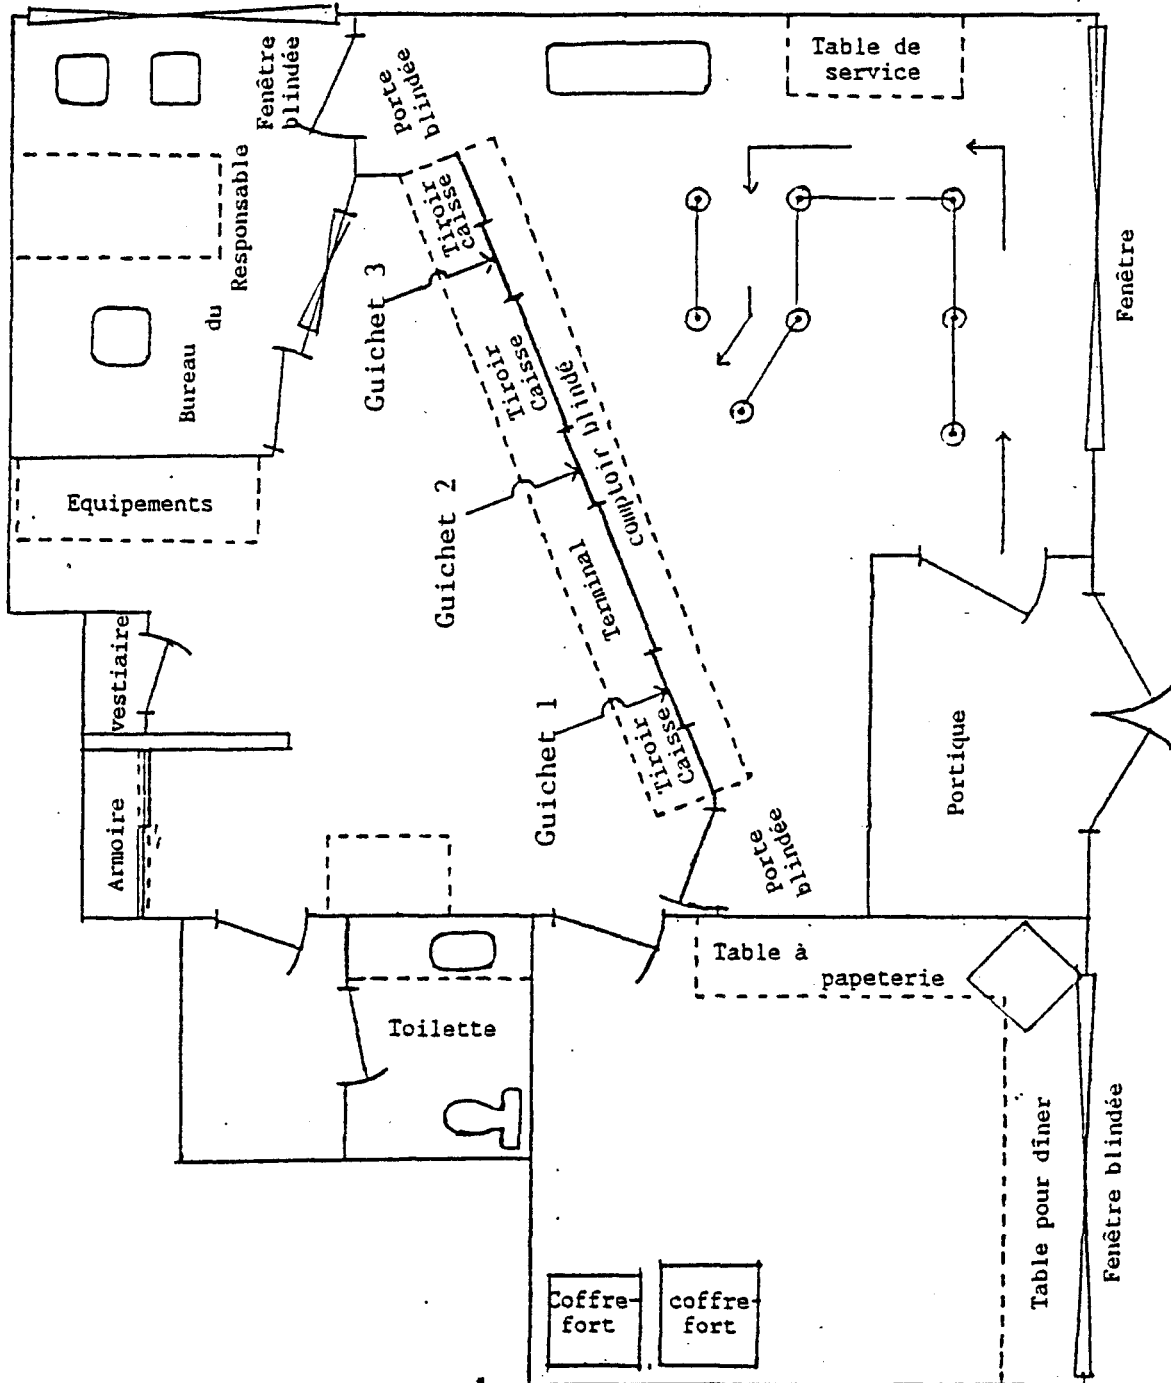 Fenêtre
blindée
Porte
blindée
Table de
service
Bureau
du
Responsable
Tiroir
caisse
Guichet 3
Fenêtre
Tiroir
Caisse
Equipements
Guichet 2
comptoir blindé
Terminal
vestiaire
Guichet 1
Tiroir
Caisse
Portique
Armoire
Porte
blindée
Table à
papeterie
Toilette
Table pour dîner
Fenêtre blindée
Coffre-
fort
coffre-
fort